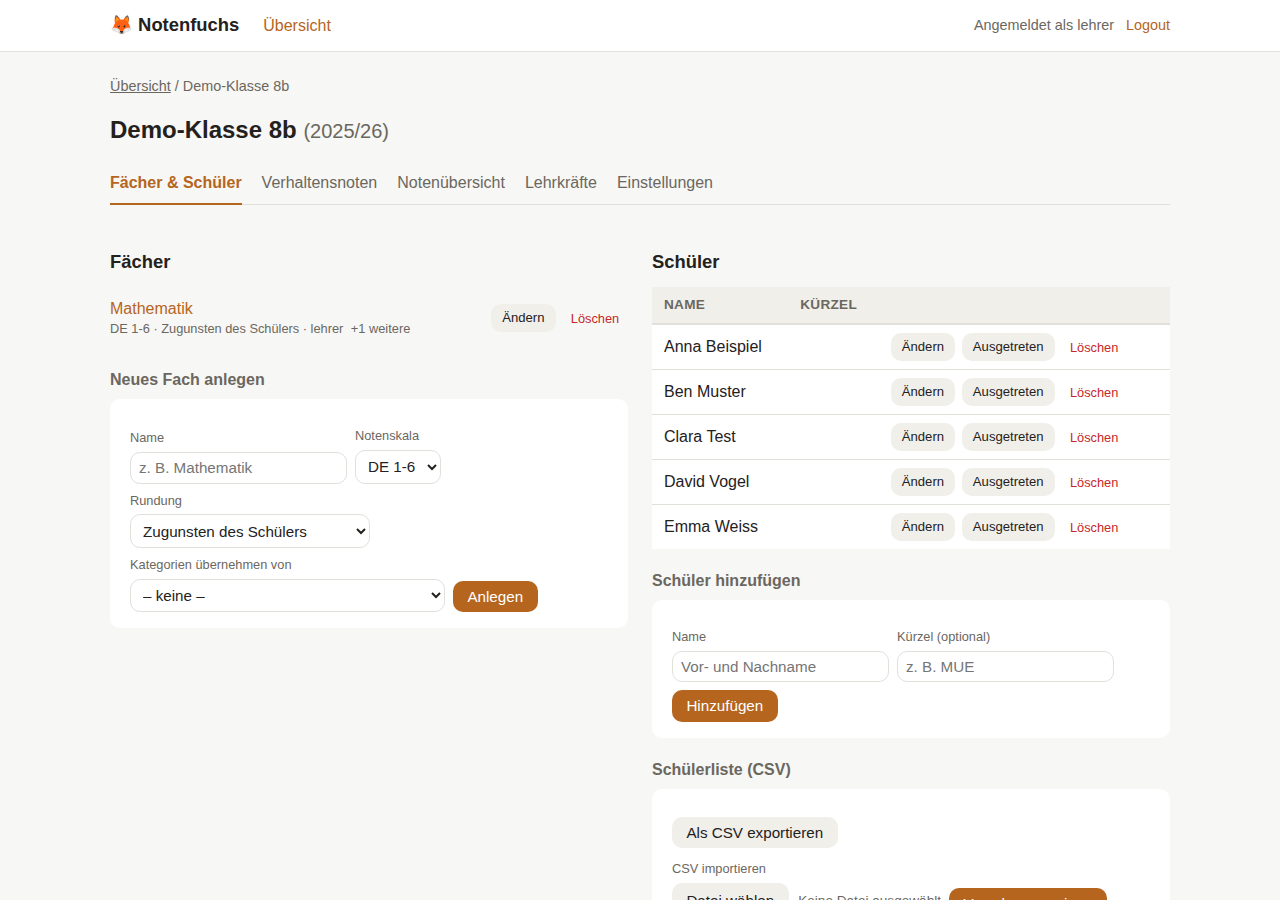 🦊 Notenfuchs Übersicht Angemeldet als lehrer Logout
Übersicht / Demo-Klasse 8b
Demo-Klasse 8b (2025/26)
Fächer & Schüler Verhaltensnoten Notenübersicht Lehrkräfte Einstellungen
Fächer
Mathematik
DE 1-6 · Zugunsten des Schülers · lehrer +1 weitere
Ändern Löschen
Neues Fach anlegen
Name Notenskala
z. B. Mathematik DE 1-6
Rundung
Zugunsten des Schülers
Kategorien übernehmen von
– keine – Anlegen
Schüler
NAME KÜRZEL
Anna Beispiel Ändern Ausgetreten Löschen
Ben Muster Ändern Ausgetreten Löschen
Clara Test Ändern Ausgetreten Löschen
David Vogel Ändern Ausgetreten Löschen
Emma Weiss Ändern Ausgetreten Löschen
Schüler hinzufügen
Name Kürzel (optional)
Vor- und Nachname z. B. MUE
Hinzufügen
Schülerliste (CSV)
Als CSV exportieren
CSV importieren
Datei wählen Keine Datei ausgewählt